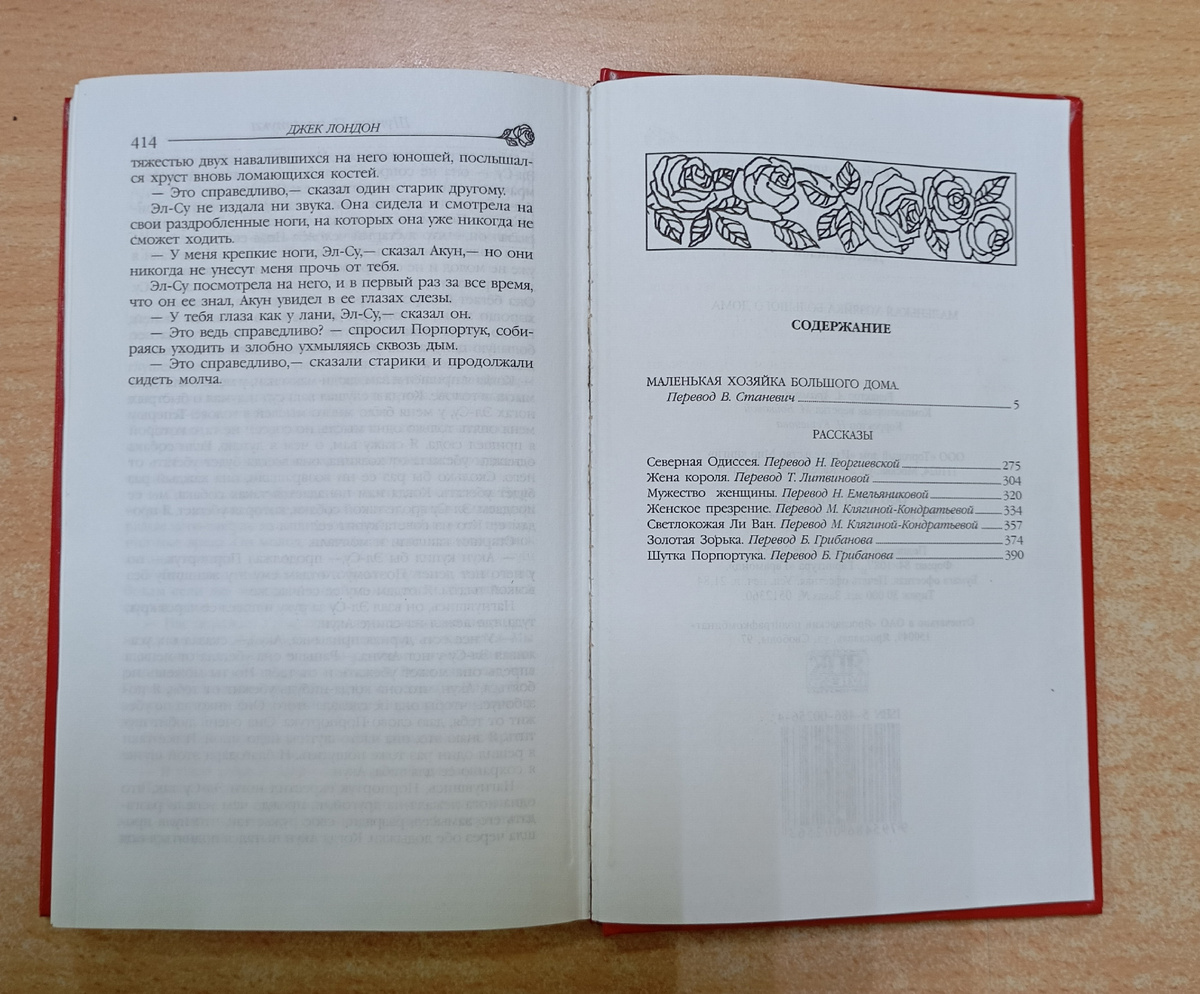 414
ДЖЕК ЛОНДОН
тяжестью двух навалившихся на него юношей, послышал-
ся хруст вновь ломающихся костей.
— Это справедливо,— сказал один старик другому.
Эл-Су не издала ни звука. Она сидела и смотрела на
свои раздробленные ноги, на которых она уже никогда не
сможет ходить.
— У меня крепкие ноги, Эл-Су,— сказал Акун,— но они
никогда не унесут меня прочь от тебя.
Эл-Су посмотрела на него, и в первый раз за все время,
что он ее знал, Акун увидел в ее глазах слезы.
— У тебя глаза как у лани, Эл-Су,— сказал он.
— Это ведь справедливо? — спросил Порпортук, соби-
раясь уходить и злобно ухмыляясь сквозь дым.
— Это справедливо,— сказали старики и продолжали
сидеть молча.
СОДЕРЖАНИЕ
МАЛЕНЬКАЯ ХОЗЯЙКА БОЛЬШОГО ДОМА.
Перевод В. Станевич 5
РАССКАЗЫ
Северная Одиссея. Перевод Н. Георгиевской 275
Жена короля. Перевод Т. Литвиновой 304
Мужество женщины. Перевод Н. Емельяниковой 320
Женское презрение. Перевод М. Клягиной-Кондратьевой 334
Светлокожая Ли Ван. Перевод М. Клягиной-Кондратьевой 357
Золотая Зорька. Перевод Б. Грибанова 374
Шутка Порпортука. Перевод Б. Грибанова 390